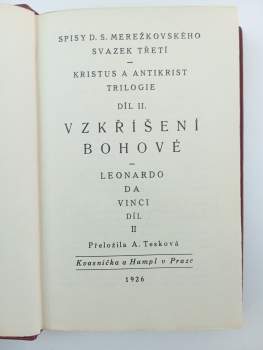 SPISY D. S. MEREŽKOVSKÉHO
SVAZEK TŘETÍ
—
KRISTUS A ANTIKRIST
TRILOGIE
DÍL II.
VZKŘÍŠENÍ
BOHOVÉ
—
LEONARDO
DA
VINCI
DÍL
II
Přeložila A. Tesková
Kvasnička a Hampl v Praze
1926